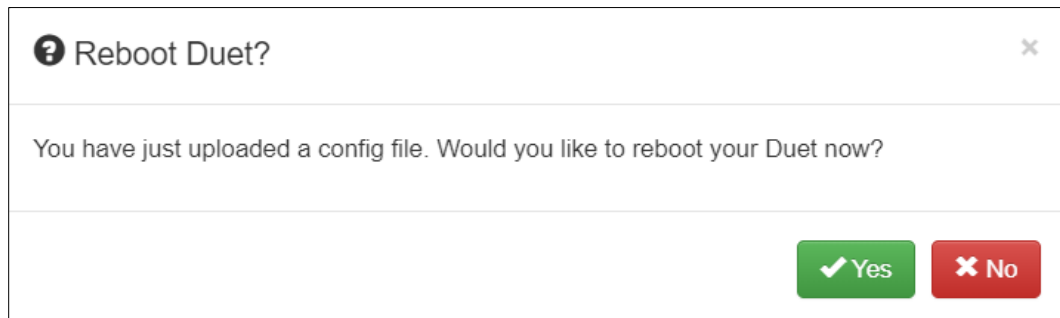 Reboot Duet?
You have just uploaded a config file. Would you like to reboot your Duet now?
Yes
No